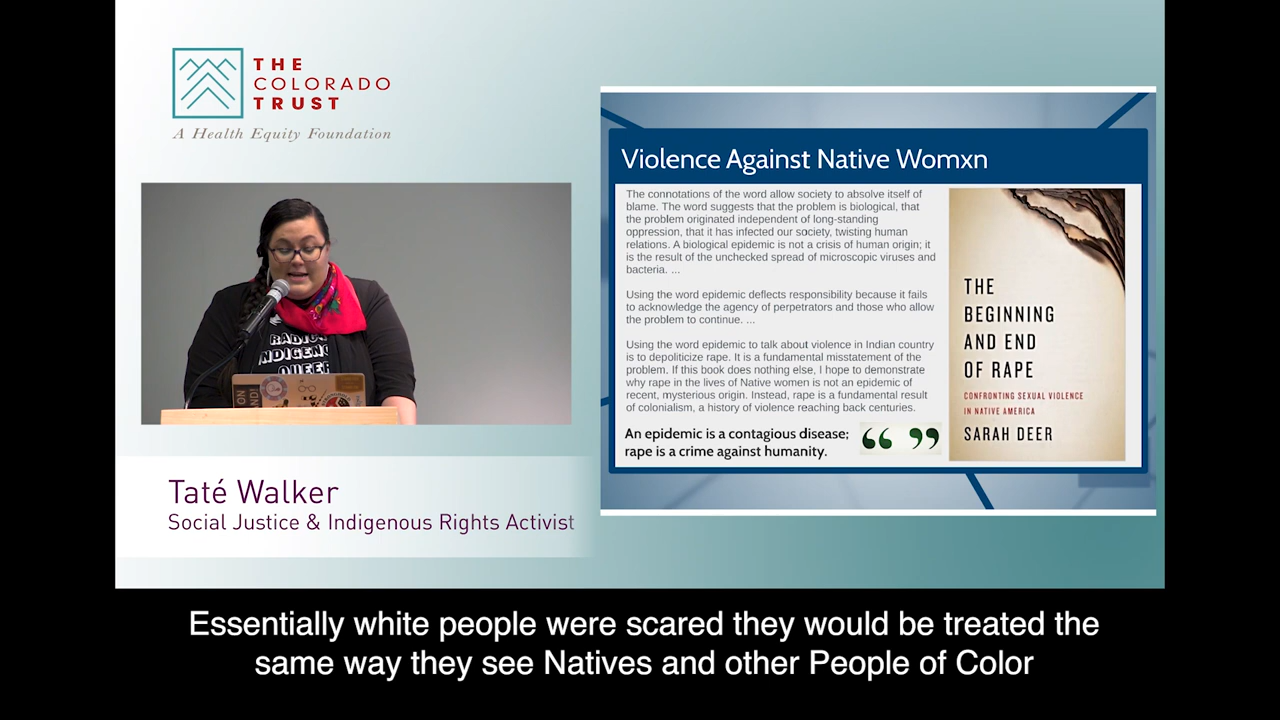 THE
COLORADO
TRUST
A Health Equity Foundation
RADIC
INDIGEN
QUEER
Taté Walker
Social Justice & Indigenous Rights Activist
Violence Against Native Womxn
The connotations of the word allow society to absolve itself of
blame. The word suggests that the problem is biological, that
the problem originated independent of long-standing
oppression, that it has infected our society, twisting human
relations. A biological epidemic is not a crisis of human origin; it
is the result of the unchecked spread of microscopic viruses and
bacteria. ...
Using the word epidemic deflects responsibility because it fails
to acknowledge the agency of perpetrators and those who allow
the problem to continue. ...
Using the word epidemic to talk about violence in Indian country
is to depoliticize rape. It is a fundamental misstatement of the
problem. If this book does nothing else, I hope to demonstrate
why rape in the lives of Native women is not an epidemic of
recent, mysterious origin. Instead, rape is a fundamental result
of colonialism, a history of violence reaching back centuries.
An epidemic is a contagious disease;
rape is a crime against humanity.
THE
BEGINNING
AND END
OF RAPE
CONFRONTING SEXUAL VIOLENCE
IN NATIVE AMERICA
SARAH DEER
Essentially white people were scared they would be treated the
same way they see Natives and other People of Color